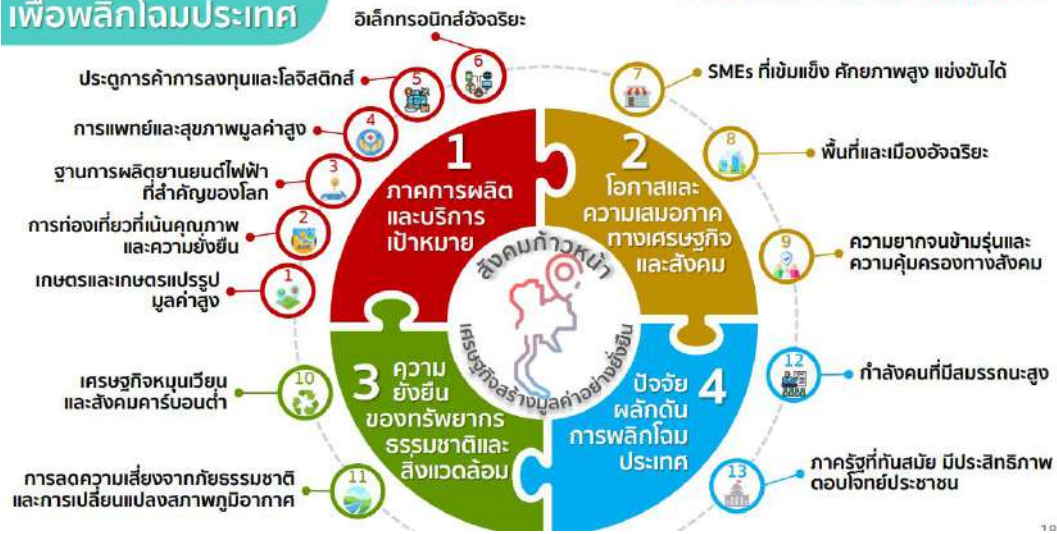 เพื่อพลิกโฉมประเทศ
อิเล็กทรอนิกส์อัจฉริยะ
6
ประตูการค้าการลงทุนและโลจิสติกส์
5
การแพทย์และสุขภาพมูลค่าสูง
4
ฐานการผลิตยานยนต์ไฟฟ้า
ที่สำคัญของโลก
3
การท่องเที่ยวที่เน้นคุณภาพ
และความยั่งยืน
2
เกษตรและเกษตรแปรรูป
มูลค่าสูง
1
1
ภาคการผลิต
และบริการ
เป้าหมาย
2
โอกาสและ
ความเสมอภาค
ทางเศรษฐกิจ
และสังคม
7
SMEs ที่เข้มแข็ง ศักยภาพสูง แข่งขันได้
8
พื้นที่และเมืองอัจฉริยะ
9
ความยากจนข้ามรุ่นและ
ความคุ้มครองทางสังคม
สังคมก้าวหน้า
เศรษฐกิจสร้างมูลค่าอย่างยั่งยืน
3
ความ
ยั่งยืน
ของทรัพยากร
ธรรมชาติและ
สิ่งแวดล้อม
4
ปัจจัย
ผลักดัน
การพลิกโฉม
ประเทศ
เศรษฐกิจหมุนเวียน
และสังคมคาร์บอนต่ำ
10
การลดความเสี่ยงจากภัยธรรมชาติ
และการเปลี่ยนแปลงสภาพภูมิอากาศ
11
12
กำลังคนที่มีสมรรถนะสูง
13
ภาครัฐที่ทันสมัย มีประสิทธิภาพ
ตอบโจทย์ประชาชน